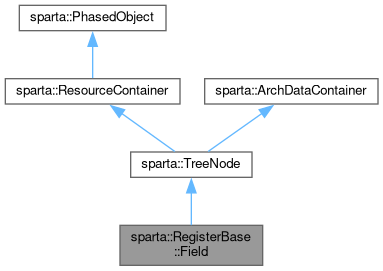 sparta::PhasedObject
sparta::ResourceContainer
sparta::ArchDataContainer
sparta::TreeNode
sparta::RegisterBase
::Field